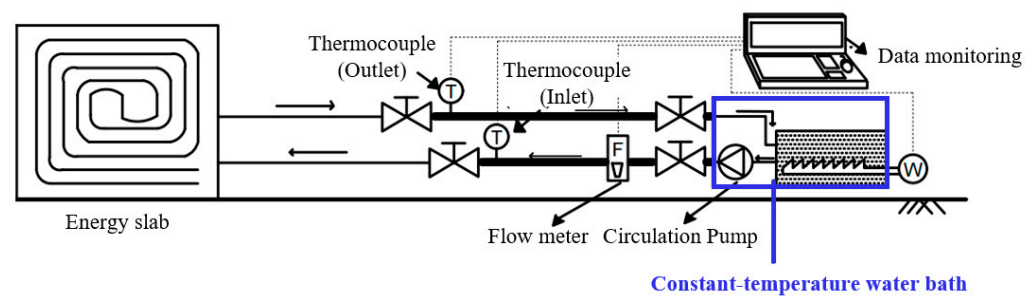 Thermocouple
(Outlet)
Thermocouple
(Inlet)
Data monitoring
T
T
F
W
Energy slab
Flow meter
Circulation Pump
Constant-temperature water bath